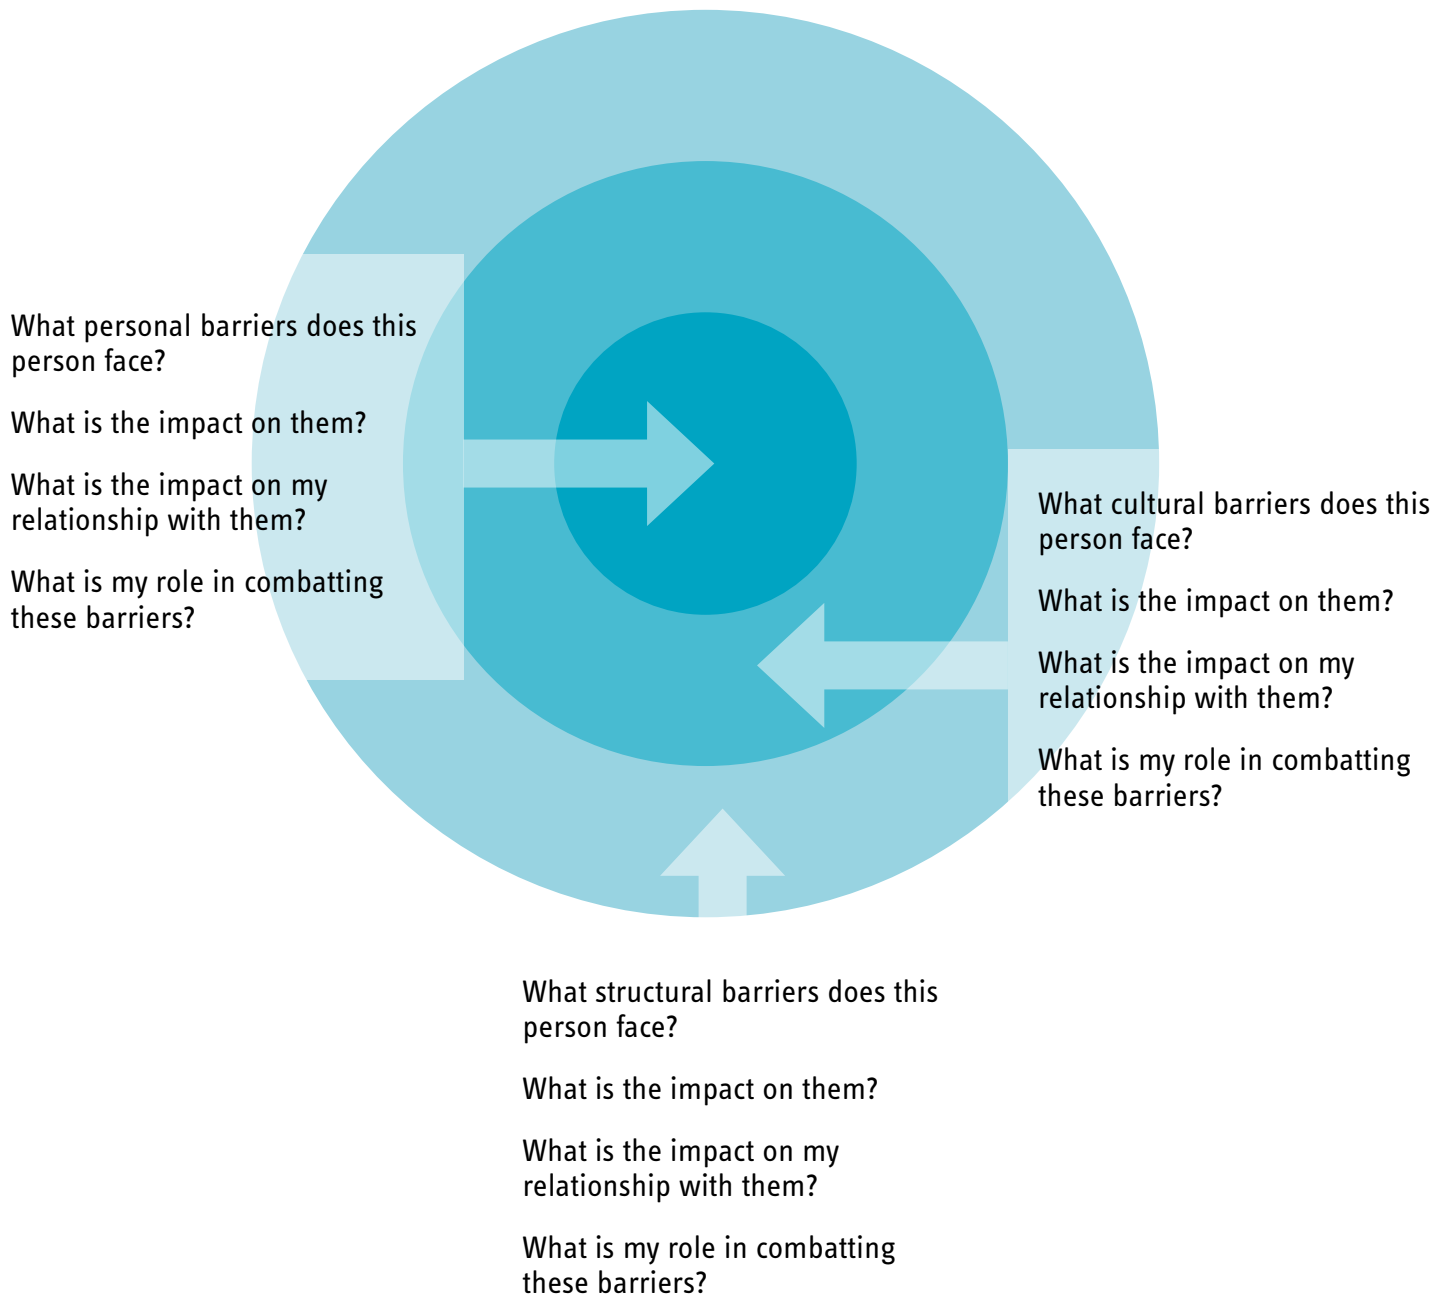 What personal barriers does this
person face?
What is the impact on them?
What is the impact on my
relationship with them?
What is my role in combatting
these barriers?
What cultural barriers does this
person face?
What is the impact on them?
What is the impact on my
relationship with them?
What is my role in combatting
these barriers?
What structural barriers does this
person face?
What is the impact on them?
What is the impact on my
relationship with them?
What is my role in combatting
these barriers?